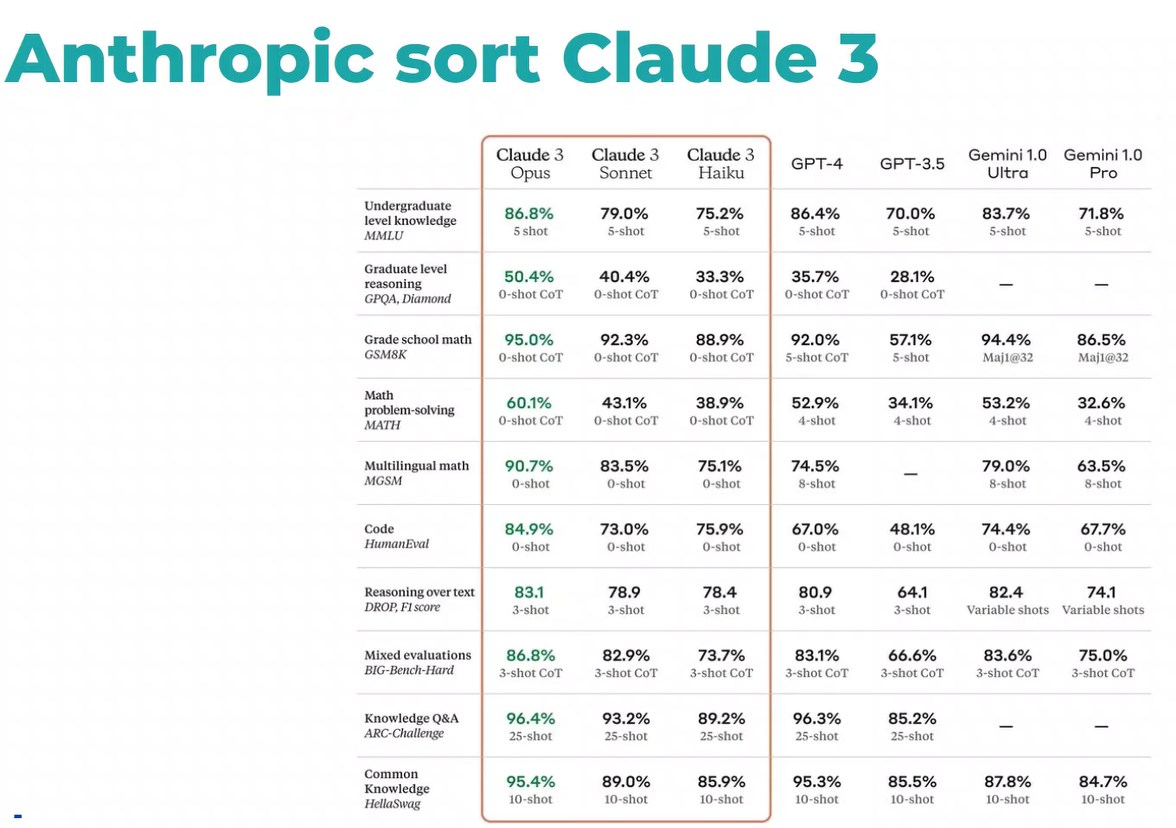 Anthropic sort Claude 3
Claude 3 Opus Claude 3 Sonnet Claude 3 Haiku GPT-4 GPT-3.5 Gemini 1.0 Ultra Gemini 1.0 Pro
Undergraduate level knowledge MMLU 86.8% 79.0% 75.2% 86.4% 70.0% 83.7% 71.8%
5 shot 5-shot 5-shot 5-shot 5-shot 5-shot 5-shot
Graduate level reasoning GPQA, Diamond 50.4% 40.4% 33.3% 35.7% 28.1% — —
0-shot CoT 0-shot CoT 0-shot CoT 0-shot CoT 0-shot CoT
Grade school math GSM8K 95.0% 92.3% 88.9% 92.0% 57.1% 94.4% 86.5%
0-shot CoT 0-shot CoT 0-shot CoT 5-shot CoT 5-shot Maj1@32 Maj1@32
Math problem-solving MATH 60.1% 43.1% 38.9% 52.9% 34.1% 53.2% 32.6%
0-shot CoT 0-shot CoT 0-shot CoT 4-shot 4-shot 4-shot 4-shot
Multilingual math MGSM 90.7% 83.5% 75.1% 74.5% — 79.0% 63.5%
0-shot 0-shot 0-shot 8-shot 8-shot 8-shot
Code HumanEval 84.9% 73.0% 75.9% 67.0% 48.1% 74.4% 67.7%
0-shot 0-shot 0-shot 0-shot 0-shot 0-shot 0-shot
Reasoning over text DROP, F1 score 83.1 78.9 78.4 80.9 64.1 82.4 74.1
3-shot 3-shot 3-shot 3-shot 3-shot Variable shots Variable shots
Mixed evaluations BIG-Bench-Hard 86.8% 82.9% 73.7% 83.1% 66.6% 83.6% 75.0%
3-shot CoT 3-shot CoT 3-shot CoT 3-shot CoT 3-shot CoT 3-shot CoT 3-shot CoT
Knowledge Q&A ARC-Challenge 96.4% 93.2% 89.2% 96.3% 85.2% — —
25-shot 25-shot 25-shot 25-shot 25-shot
Common Knowledge HellaSwag 95.4% 89.0% 85.9% 95.3% 85.5% 87.8% 84.7%
10-shot 10-shot 10-shot 10-shot 10-shot 10-shot 10-shot
-